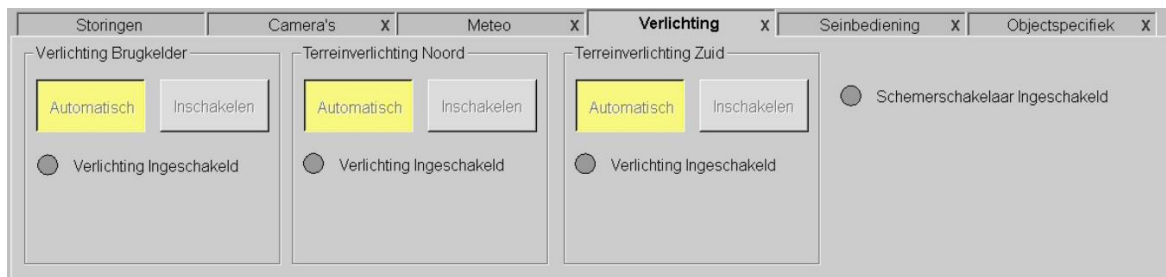 Storingen
Camera's X
Meteo X
Verlichting X
Seinbediening X
Objectspecifiek X
Verlichting Brugkelder
Automatisch
Inschakelen
Verlichting Ingeschakeld
Terreinverlichting Noord
Automatisch
Inschakelen
Verlichting Ingeschakeld
Terreinverlichting Zuid
Automatisch
Inschakelen
Verlichting Ingeschakeld
Schemerschakelaar Ingeschakeld